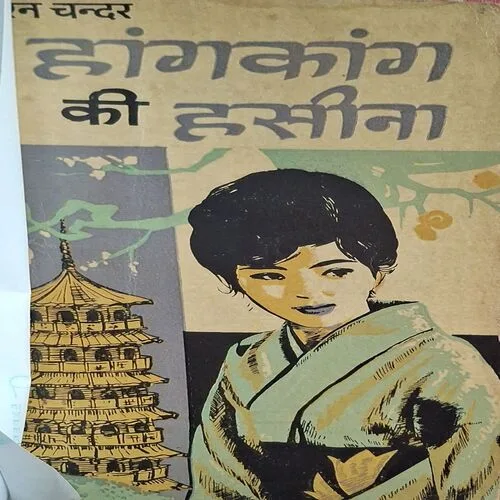 चन्दर
हांगकांग
की हसीना